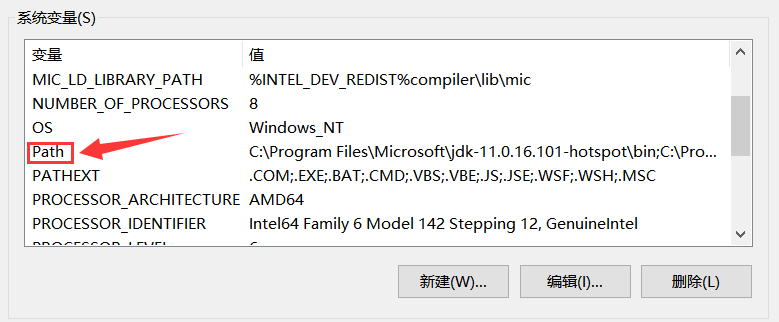 系统变量(S)
变量 值
MIC_LD_LIBRARY_PATH %INTEL_DEV_REDIST%compiler\lib\mic
NUMBER_OF_PROCESSORS 8
OS Windows_NT
Path C:\Program Files\Microsoft\jdk-11.0.16.101-hotspot\bin;C:\Pro...
PATHEXT .COM;.EXE;.BAT;.CMD;.VBS;.VBE;.JS;.JSE;.WSF;.WSH;.MSC
PROCESSOR_ARCHITECTURE AMD64
PROCESSOR_IDENTIFIER Intel64 Family 6 Model 142 Stepping 12, GenuineIntel
PROCESSOR_LEVEL 6
新建(W)... 编辑(I)... 删除(L)